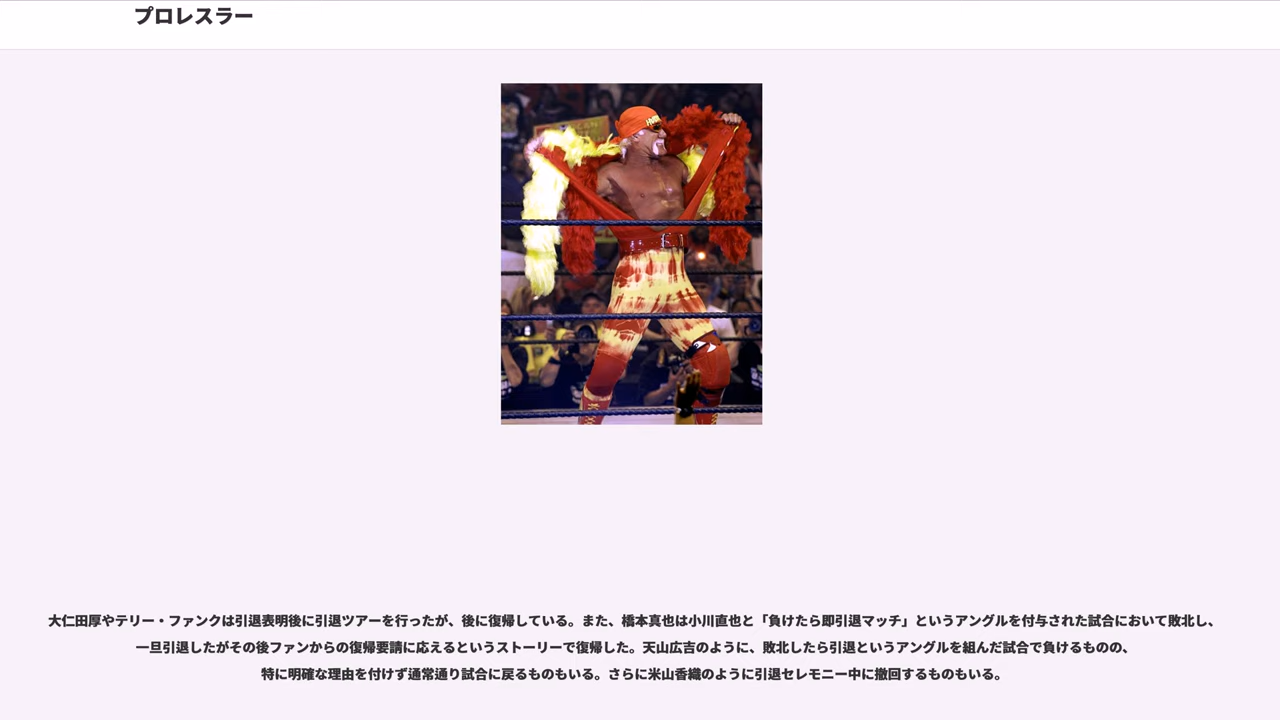 プロレスラー
大仁田厚やテリー・ファンクは引退表明後に引退ツアーを行ったが、後に復帰している。また、橋本真也は小川直也と「負けたら即引退マッチ」というアングルを付与された試合において敗北し、
一旦引退したがその後ファンからの復帰要請に応えるというストーリーで復帰した。天山広吉のように、敗北したら引退というアングルを組んだ試合で負けるものの、
特に明確な理由を付けず通常通り試合に戻るものもいる。さらに米山香織のように引退セレモニー中に撤回するものもいる。